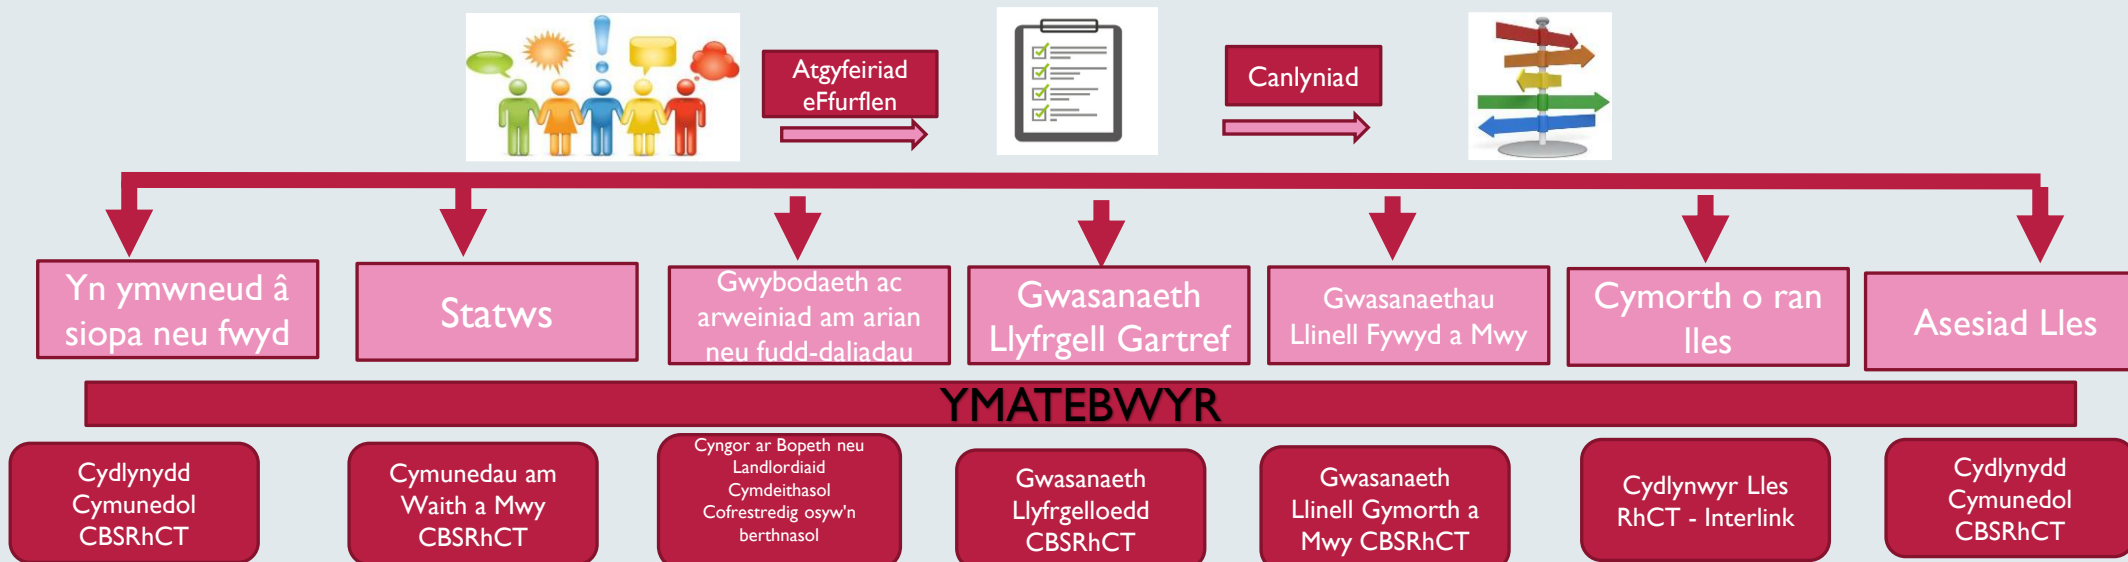 Atgyfeiriad
eFfurflen
Canlyniad
Yn ymwneud â
siopa neu fwyd
Statws
Gwybodaeth ac
arweiniad am arian
neu fudd-daliadau
Gwasanaeth
Llyfrgell Gartref
Gwasanaethau
Llinell Fywyd a Mwy
Cymorth o ran
lles
Asesiad Lles
YMATEBWYR
Cydlynydd
Cymunedol
CBSRhCT
Cymunedau am
Waith a Mwy
CBSRhCT
Cyngor ar Bopeth neu
Landlordiaid
Cymdeithasol
Cofrestredig osyw'n
berthnasol
Gwasanaeth
Llyfrgelloedd
CBSRhCT
Gwasanaeth
Llinell Gymorth a
Mwy CBSRhCT
Cydlynwyr Lles
RhCT - Interlink
Cydlynydd
Cymunedol
CBSRhCT